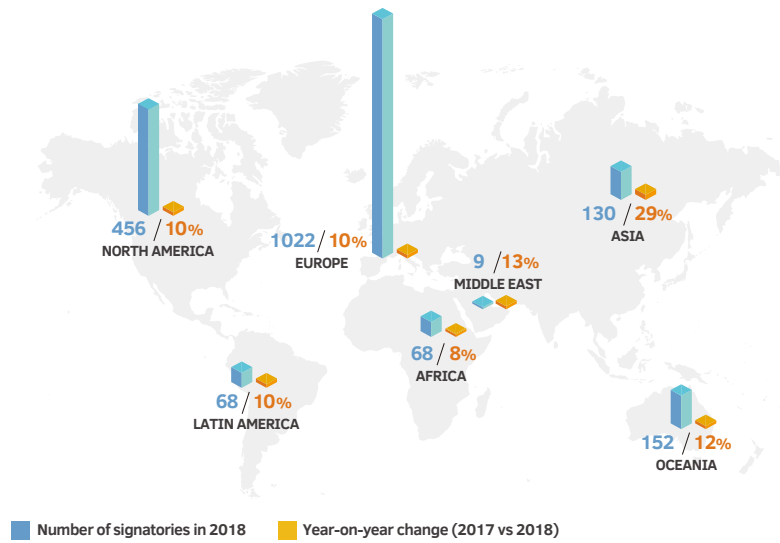 456 / 10%
NORTH AMERICA
1022 / 10%
EUROPE
130 / 29%
ASIA
9 / 13%
MIDDLE EAST
68 / 8%
AFRICA
68 / 10%
LATIN AMERICA
152 / 12%
OCEANIA
Number of signatories in 2018
Year-on-year change (2017 vs 2018)